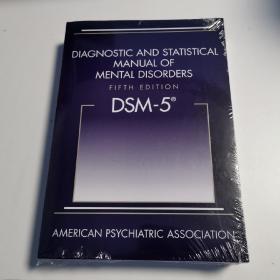 DIAGNOSTIC AND STATISTICAL
MANUAL OF
MENTAL DISORDERS
FIFTH EDITION
DSM-5®
AMERICAN PSYCHIATRIC ASSOCIATION